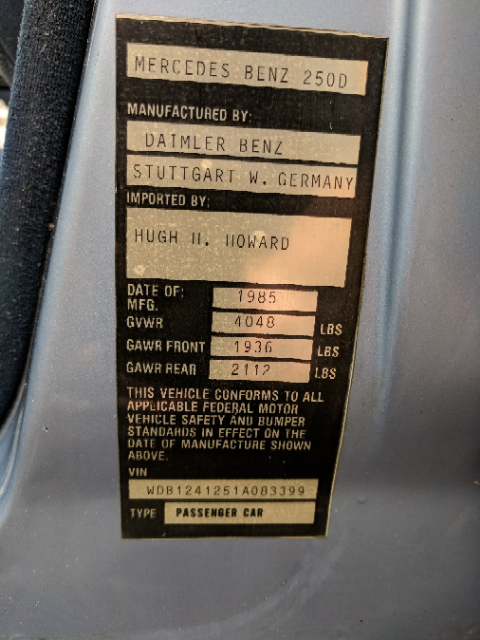 MERCEDES BENZ 250D
MANUFACTURED BY:
DAIMLER BENZ
STUTTGART W. GERMANY
IMPORTED BY:
HUGH H. HOWARD
DATE OF: 1985
MFG.
GVWR 4048 LBS
GAWR FRONT 1936 LBS
GAWR REAR 2112 LBS
THIS VEHICLE CONFORMS TO ALL
APPLICABLE FEDERAL MOTOR
VEHICLE SAFETY AND BUMPER
STANDARDS IN EFFECT ON THE
DATE OF MANUFACTURE SHOWN
ABOVE.
VIN
WDB1241251A083399
TYPE PASSENGER CAR